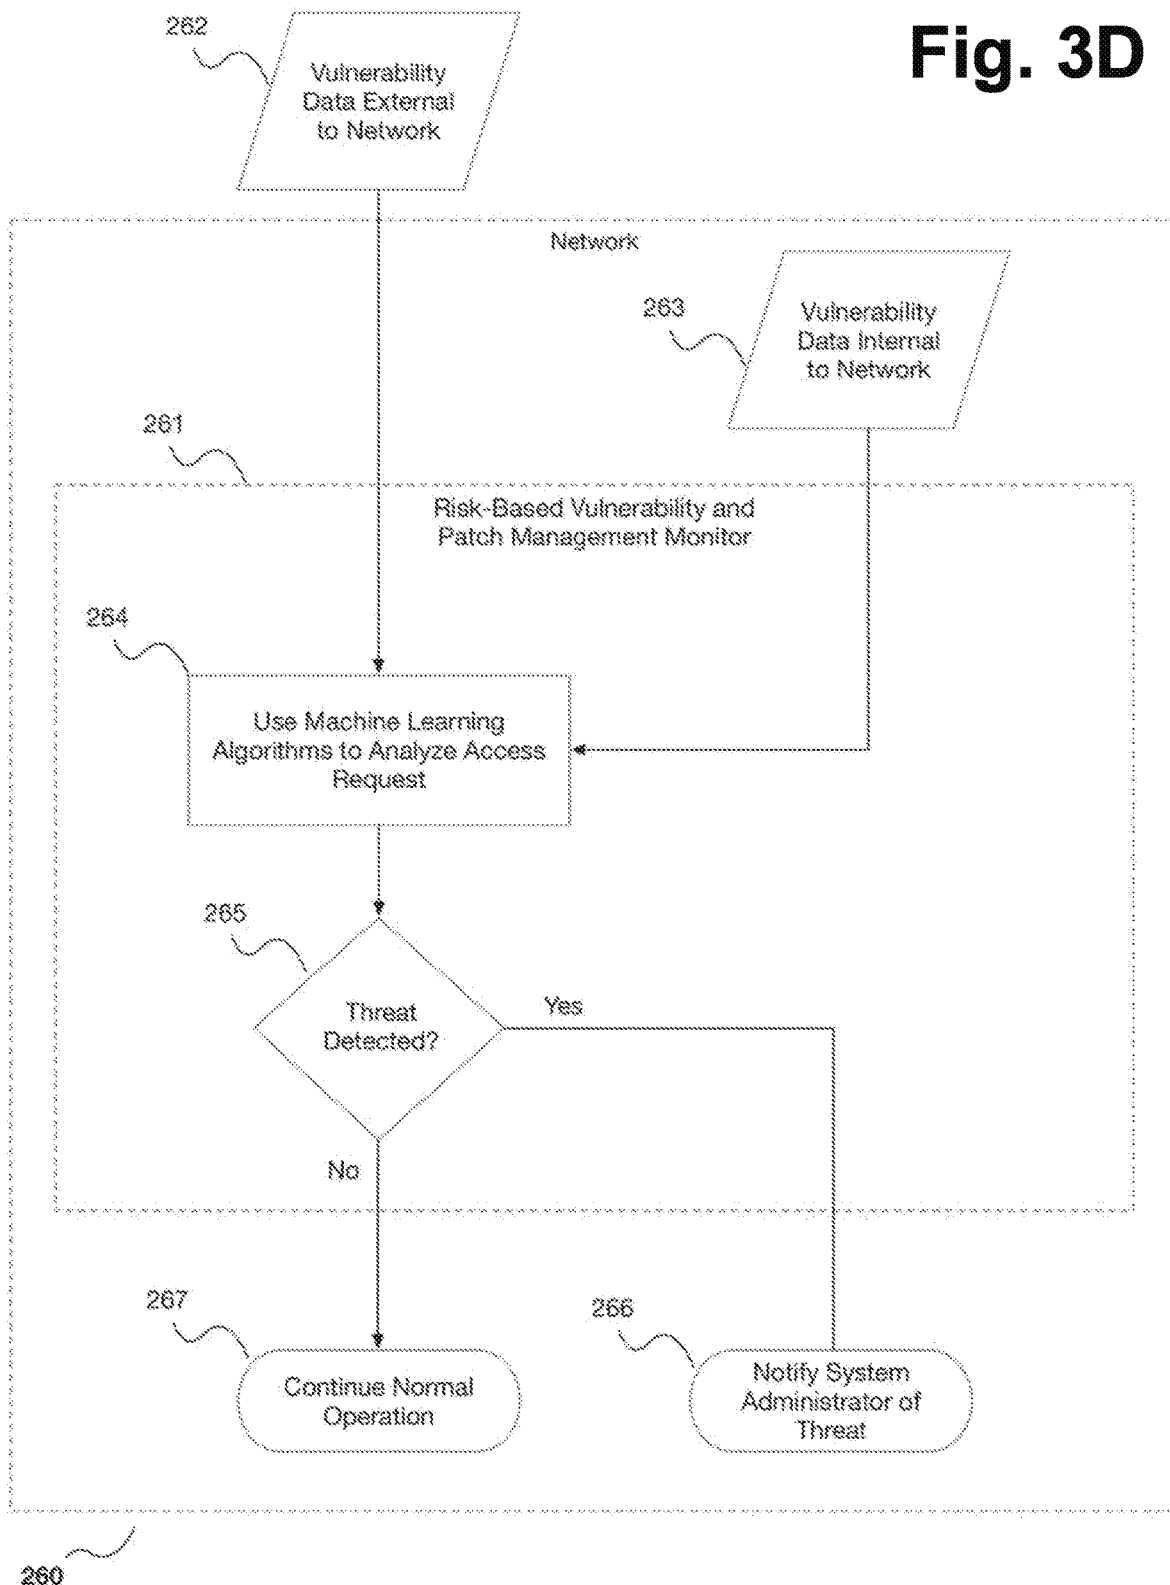 Fig. 3D
262
Vulnerability
Data External
to Network
Network
263
Vulnerability
Data Internal
to Network
261
Risk-Based Vulnerability and
Patch Management Monitor
264
Use Machine Learning
Algorithms to Analyze Access
Request
265
Threat
Detected?
Yes
No
267
Continue Normal
Operation
266
Notify System
Administrator of
Threat
260